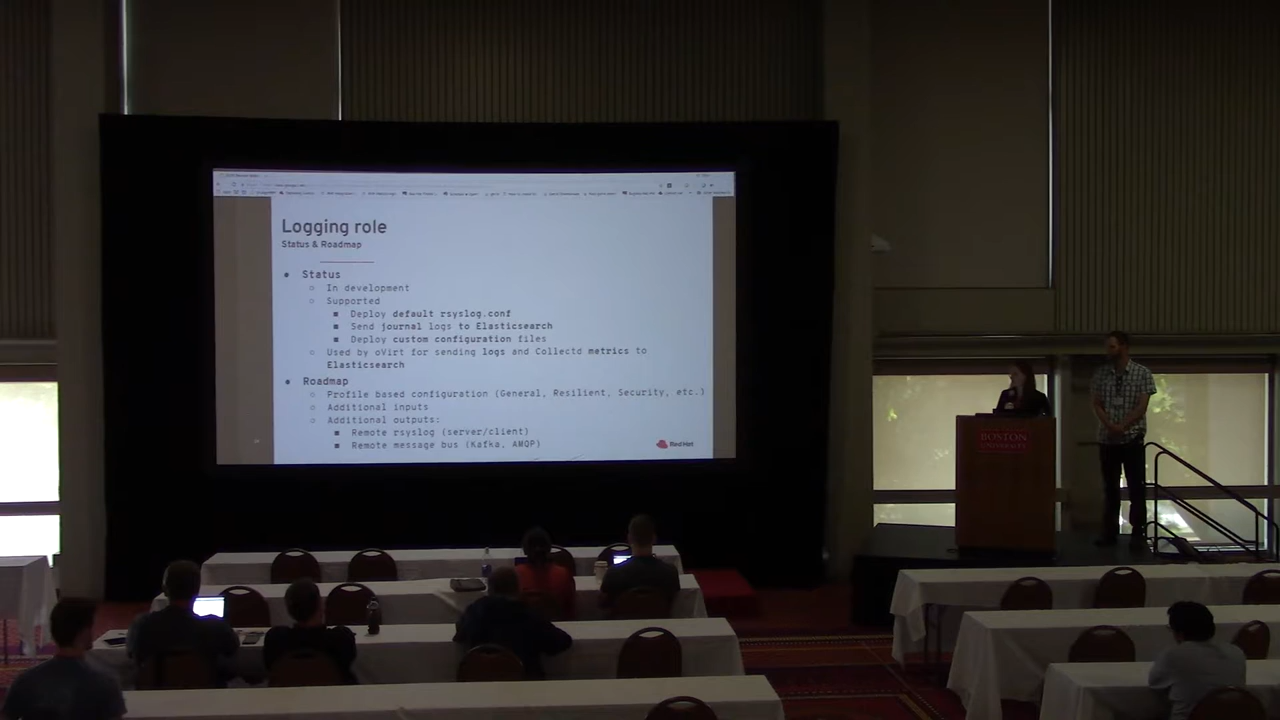 Logging role
Status & Roadmap
● Status
○ In development
○ Supported
■ Deploy default rsyslog.conf
■ Send journal logs to Elasticsearch
■ Deploy custom configuration files
○ Used by oVirt for sending logs and Collectd metrics to
Elasticsearch
● Roadmap
○ Profile based configuration (General, Resilient, Security, etc.)
○ Additional inputs
○ Additional outputs:
■ Remote rsyslog (server/client)
■ Remote message bus (Kafka, AMQP)
Red Hat
BOSTON
UNIVERSITY